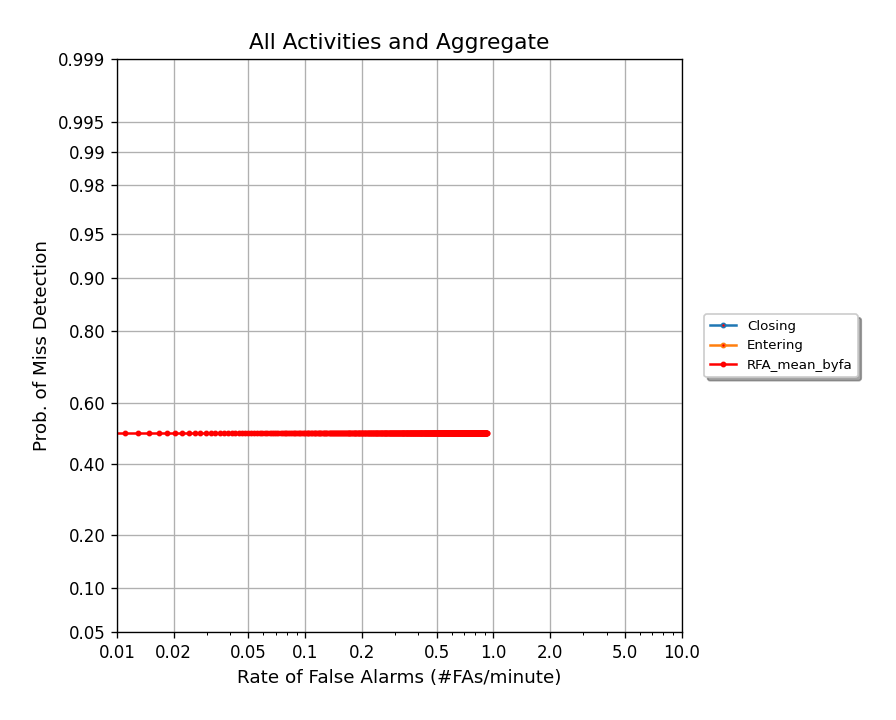 All Activities and Aggregate
0.999
0.995
0.99
0.98
0.95
0.90
0.80
0.60
0.40
0.20
0.10
0.05
Prob. of Miss Detection
0.01 0.02 0.05 0.1 0.2 0.5 1.0 2.0 5.0 10.0
Rate of False Alarms (#FAs/minute)
Closing
Entering
RFA_mean_byfa